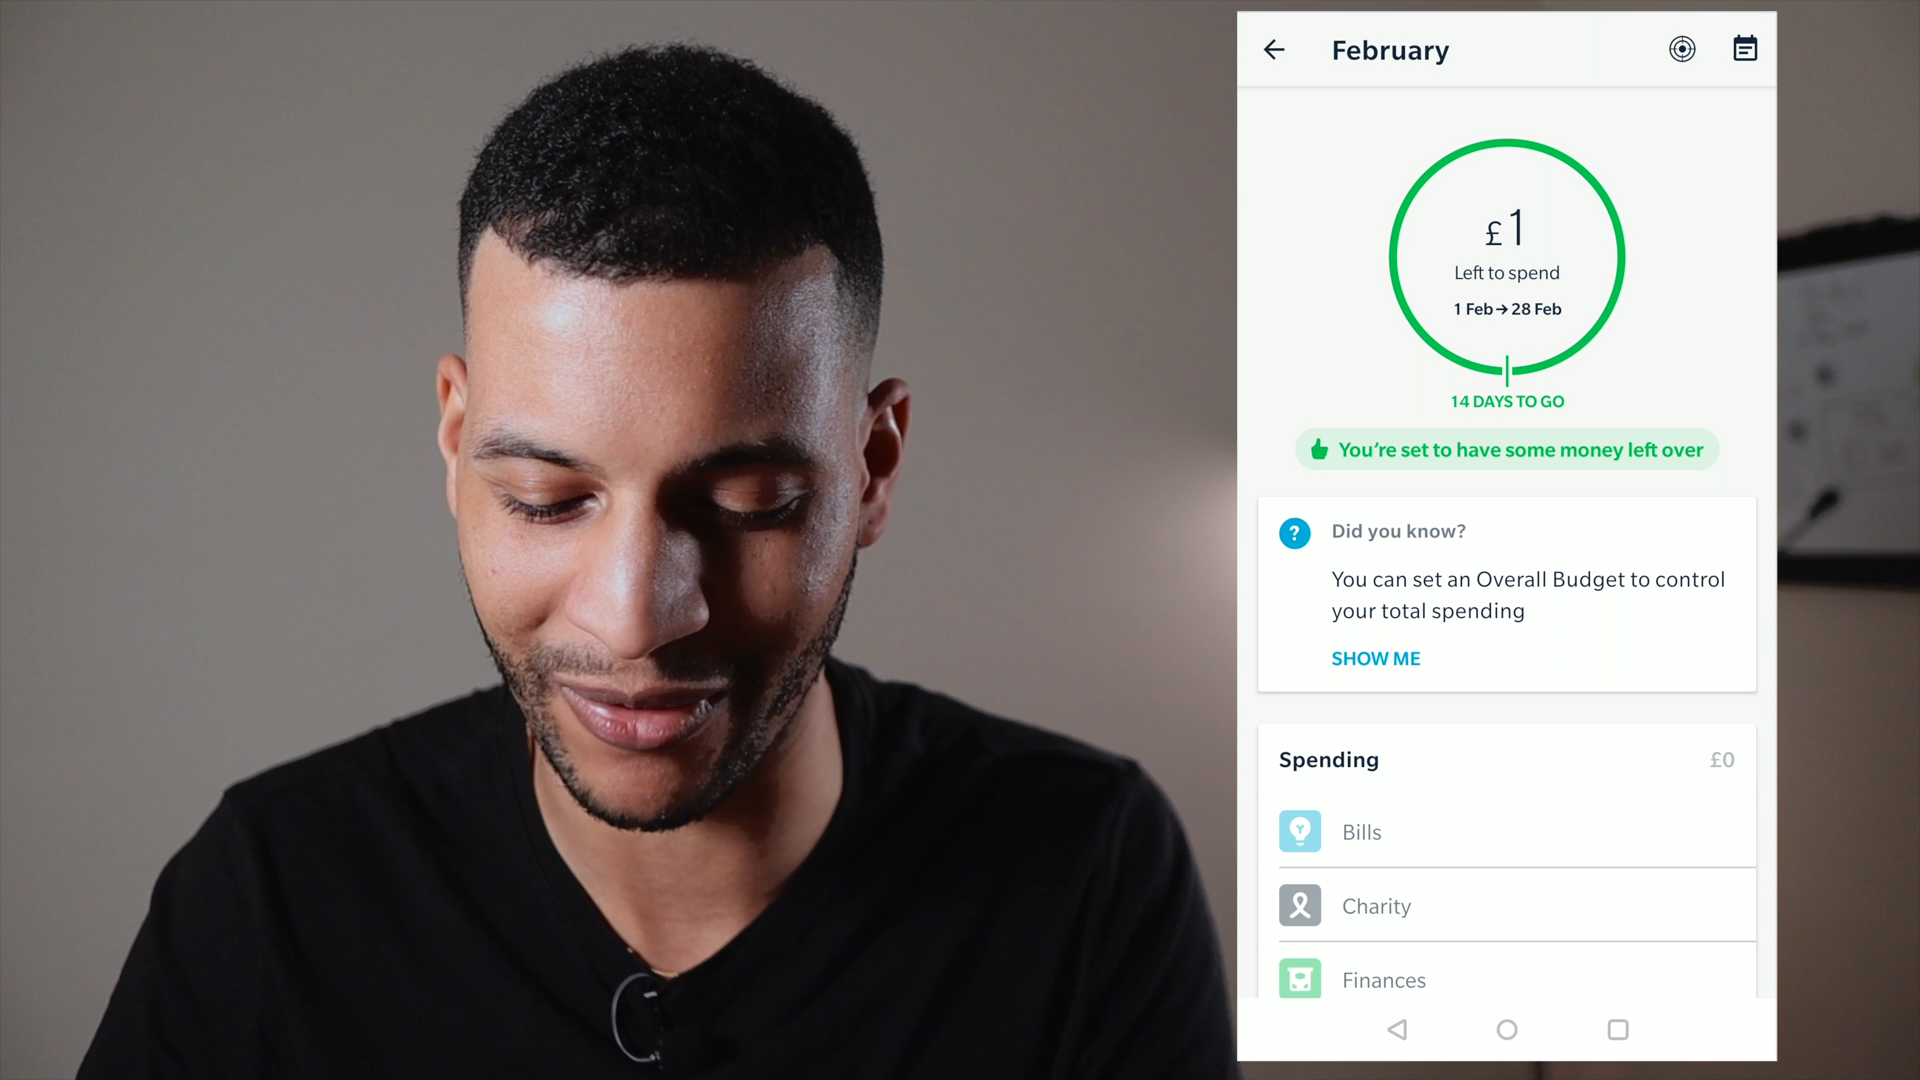 February
£1
Left to spend
1 Feb → 28 Feb
14 DAYS TO GO
You're set to have some money left over
? Did you know?
You can set an Overall Budget to control
your total spending
SHOW ME
Spending £0
Bills
Charity
Finances